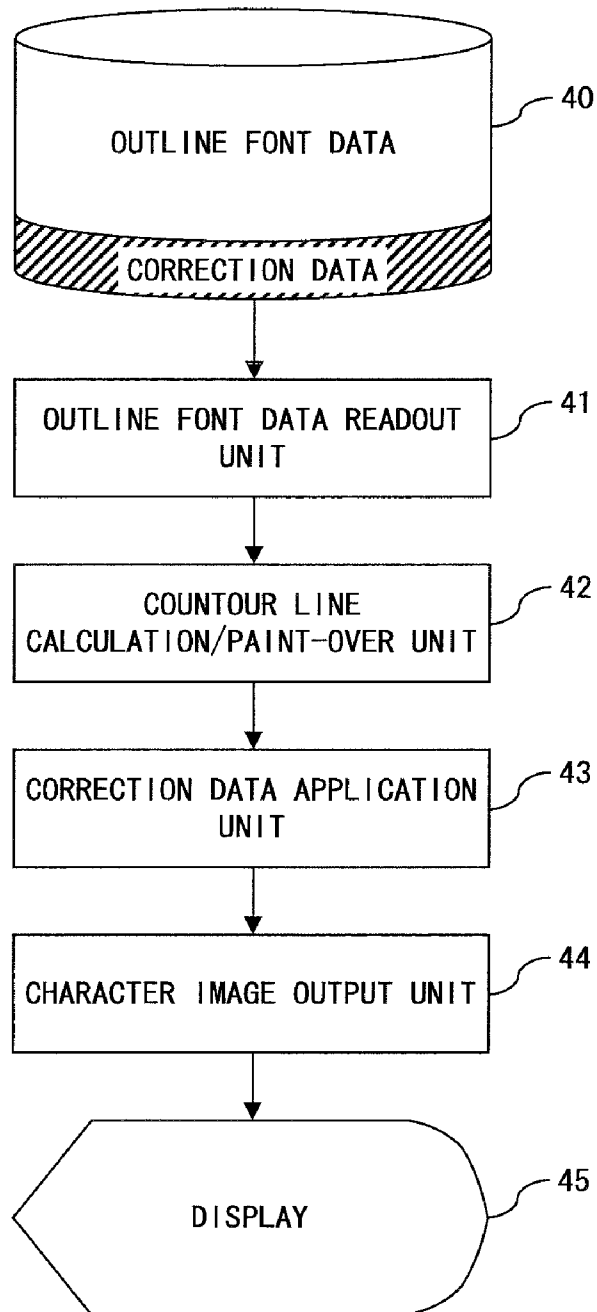 40
OUTLINE FONT DATA
CORRECTION DATA
41
OUTLINE FONT DATA READOUT
UNIT
42
COUNTOUR LINE
CALCULATION/PAINT-OVER UNIT
43
CORRECTION DATA APPLICATION
UNIT
44
CHARACTER IMAGE OUTPUT UNIT
45
DISPLAY